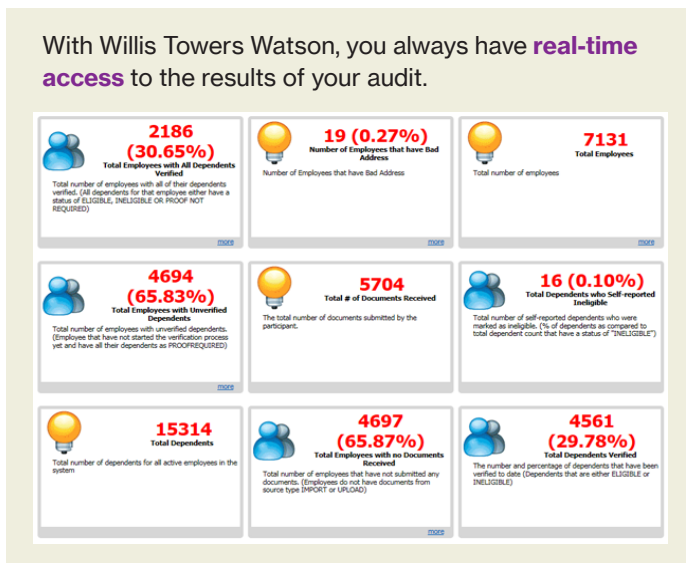 With Willis Towers Watson, you always have real-time
access to the results of your audit.
2186
(30.65%)
Total Employees with All Dependents
Verified
Total number of employees with all of their dependents
verified. (All dependents for that employee either have a
status of ELIGIBLE, INELIGIBLE OR PROOF NOT
REQUIRED)
more
19 (0.27%)
Number of Employees that have Bad
Address
Number of Employees that have Bad Address
more
7131
Total Employees
Total number of employees
more
4694
(65.83%)
Total Employees with Unverified
Dependents
Total number of employees with unverified dependents.
(Employee that have not started the verification process
yet and have all their dependents as PROOFREQUIRED)
more
5704
Total # of Documents Received
The total number of documents submitted by the
participant.
16 (0.10%)
Total Dependents who Self-reported
Ineligible
Total number of self-reported dependents who were
marked as ineligible. (% of dependents as compared to
total dependent count that have a status of "INELIGIBLE")
15314
Total Dependents
Total number of dependents for all active employees in the
system
4697
(65.87%)
Total Employees with no Documents
Received
Total number of employees that have not submitted any
documents. (Employees do not have documents from
source type IMPORT or UPLOAD)
more
4561
(29.78%)
Total Dependents Verified
The number and percentage of dependents that have been
verified to date (Dependents that are either ELIGIBLE or
INELIGIBLE)